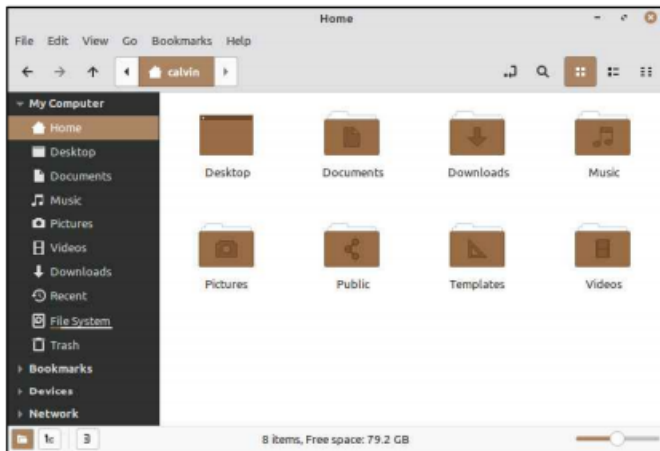 Home
File Edit View Go Bookmarks Help
calvin
My Computer
Home
Desktop
Documents
Music
Pictures
Videos
Downloads
Recent
File System
Trash
Bookmarks
Devices
Network
Desktop Documents Downloads Music
Pictures Public Templates Videos
8 items, Free space: 79.2 GB